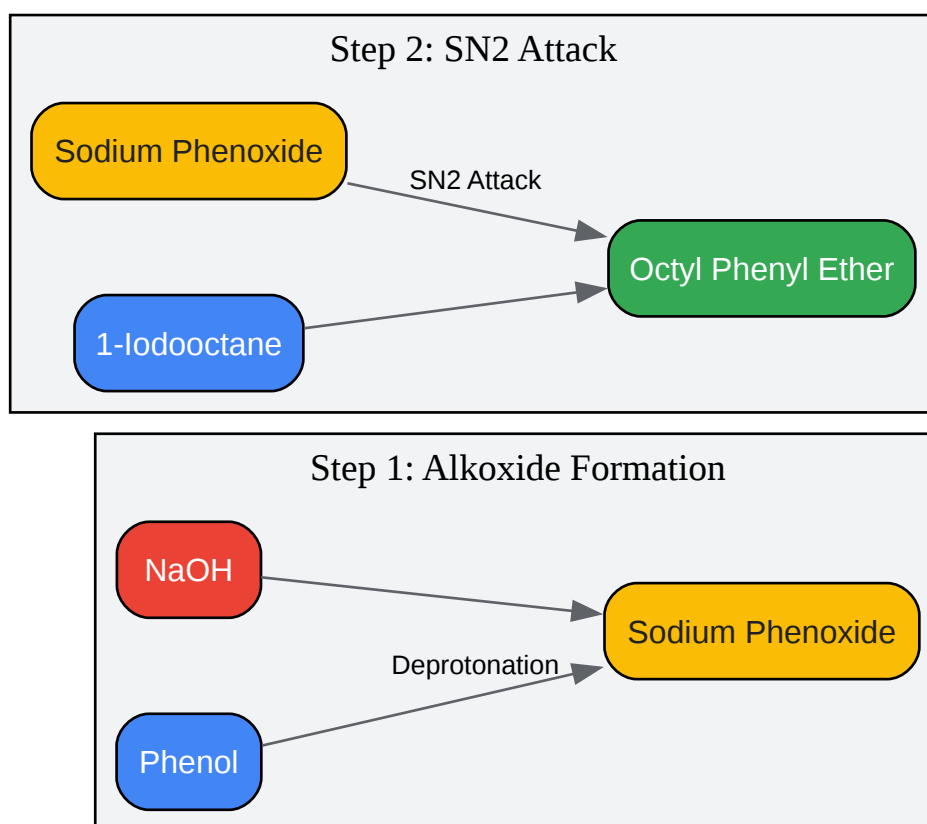 Step 2: SN2 Attack
Sodium Phenoxide
SN2 Attack
Octyl Phenyl Ether
1-Iodooctane
Step 1: Alkoxide Formation
NaOH
Sodium Phenoxide
Deprotonation
Phenol